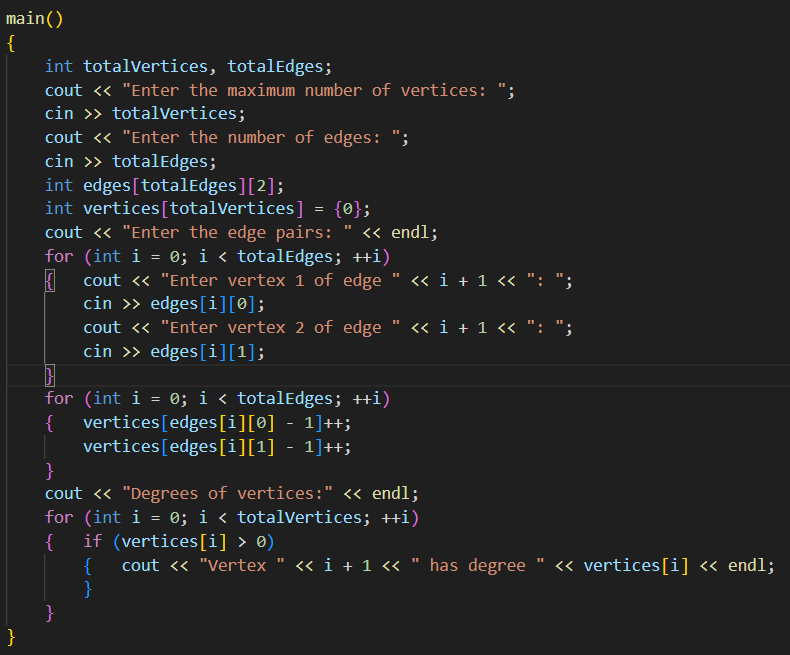 main()
{
    int totalVertices, totalEdges;
    cout << "Enter the maximum number of vertices: ";
    cin >> totalVertices;
    cout << "Enter the number of edges: ";
    cin >> totalEdges;
    int edges[totalEdges][2];
    int vertices[totalVertices] = {0};
    cout << "Enter the edge pairs: " << endl;
    for (int i = 0; i < totalEdges; ++i)
    {   cout << "Enter vertex 1 of edge " << i + 1 << ": ";
        cin >> edges[i][0];
        cout << "Enter vertex 2 of edge " << i + 1 << ": ";
        cin >> edges[i][1];
    }
    for (int i = 0; i < totalEdges; ++i)
    {   vertices[edges[i][0] - 1]++;
        vertices[edges[i][1] - 1]++;
    }
    cout << "Degrees of vertices:" << endl;
    for (int i = 0; i < totalVertices; ++i)
    {   if (vertices[i] > 0)
        {   cout << "Vertex " << i + 1 << " has degree " << vertices[i] << endl;
        }
    }
}